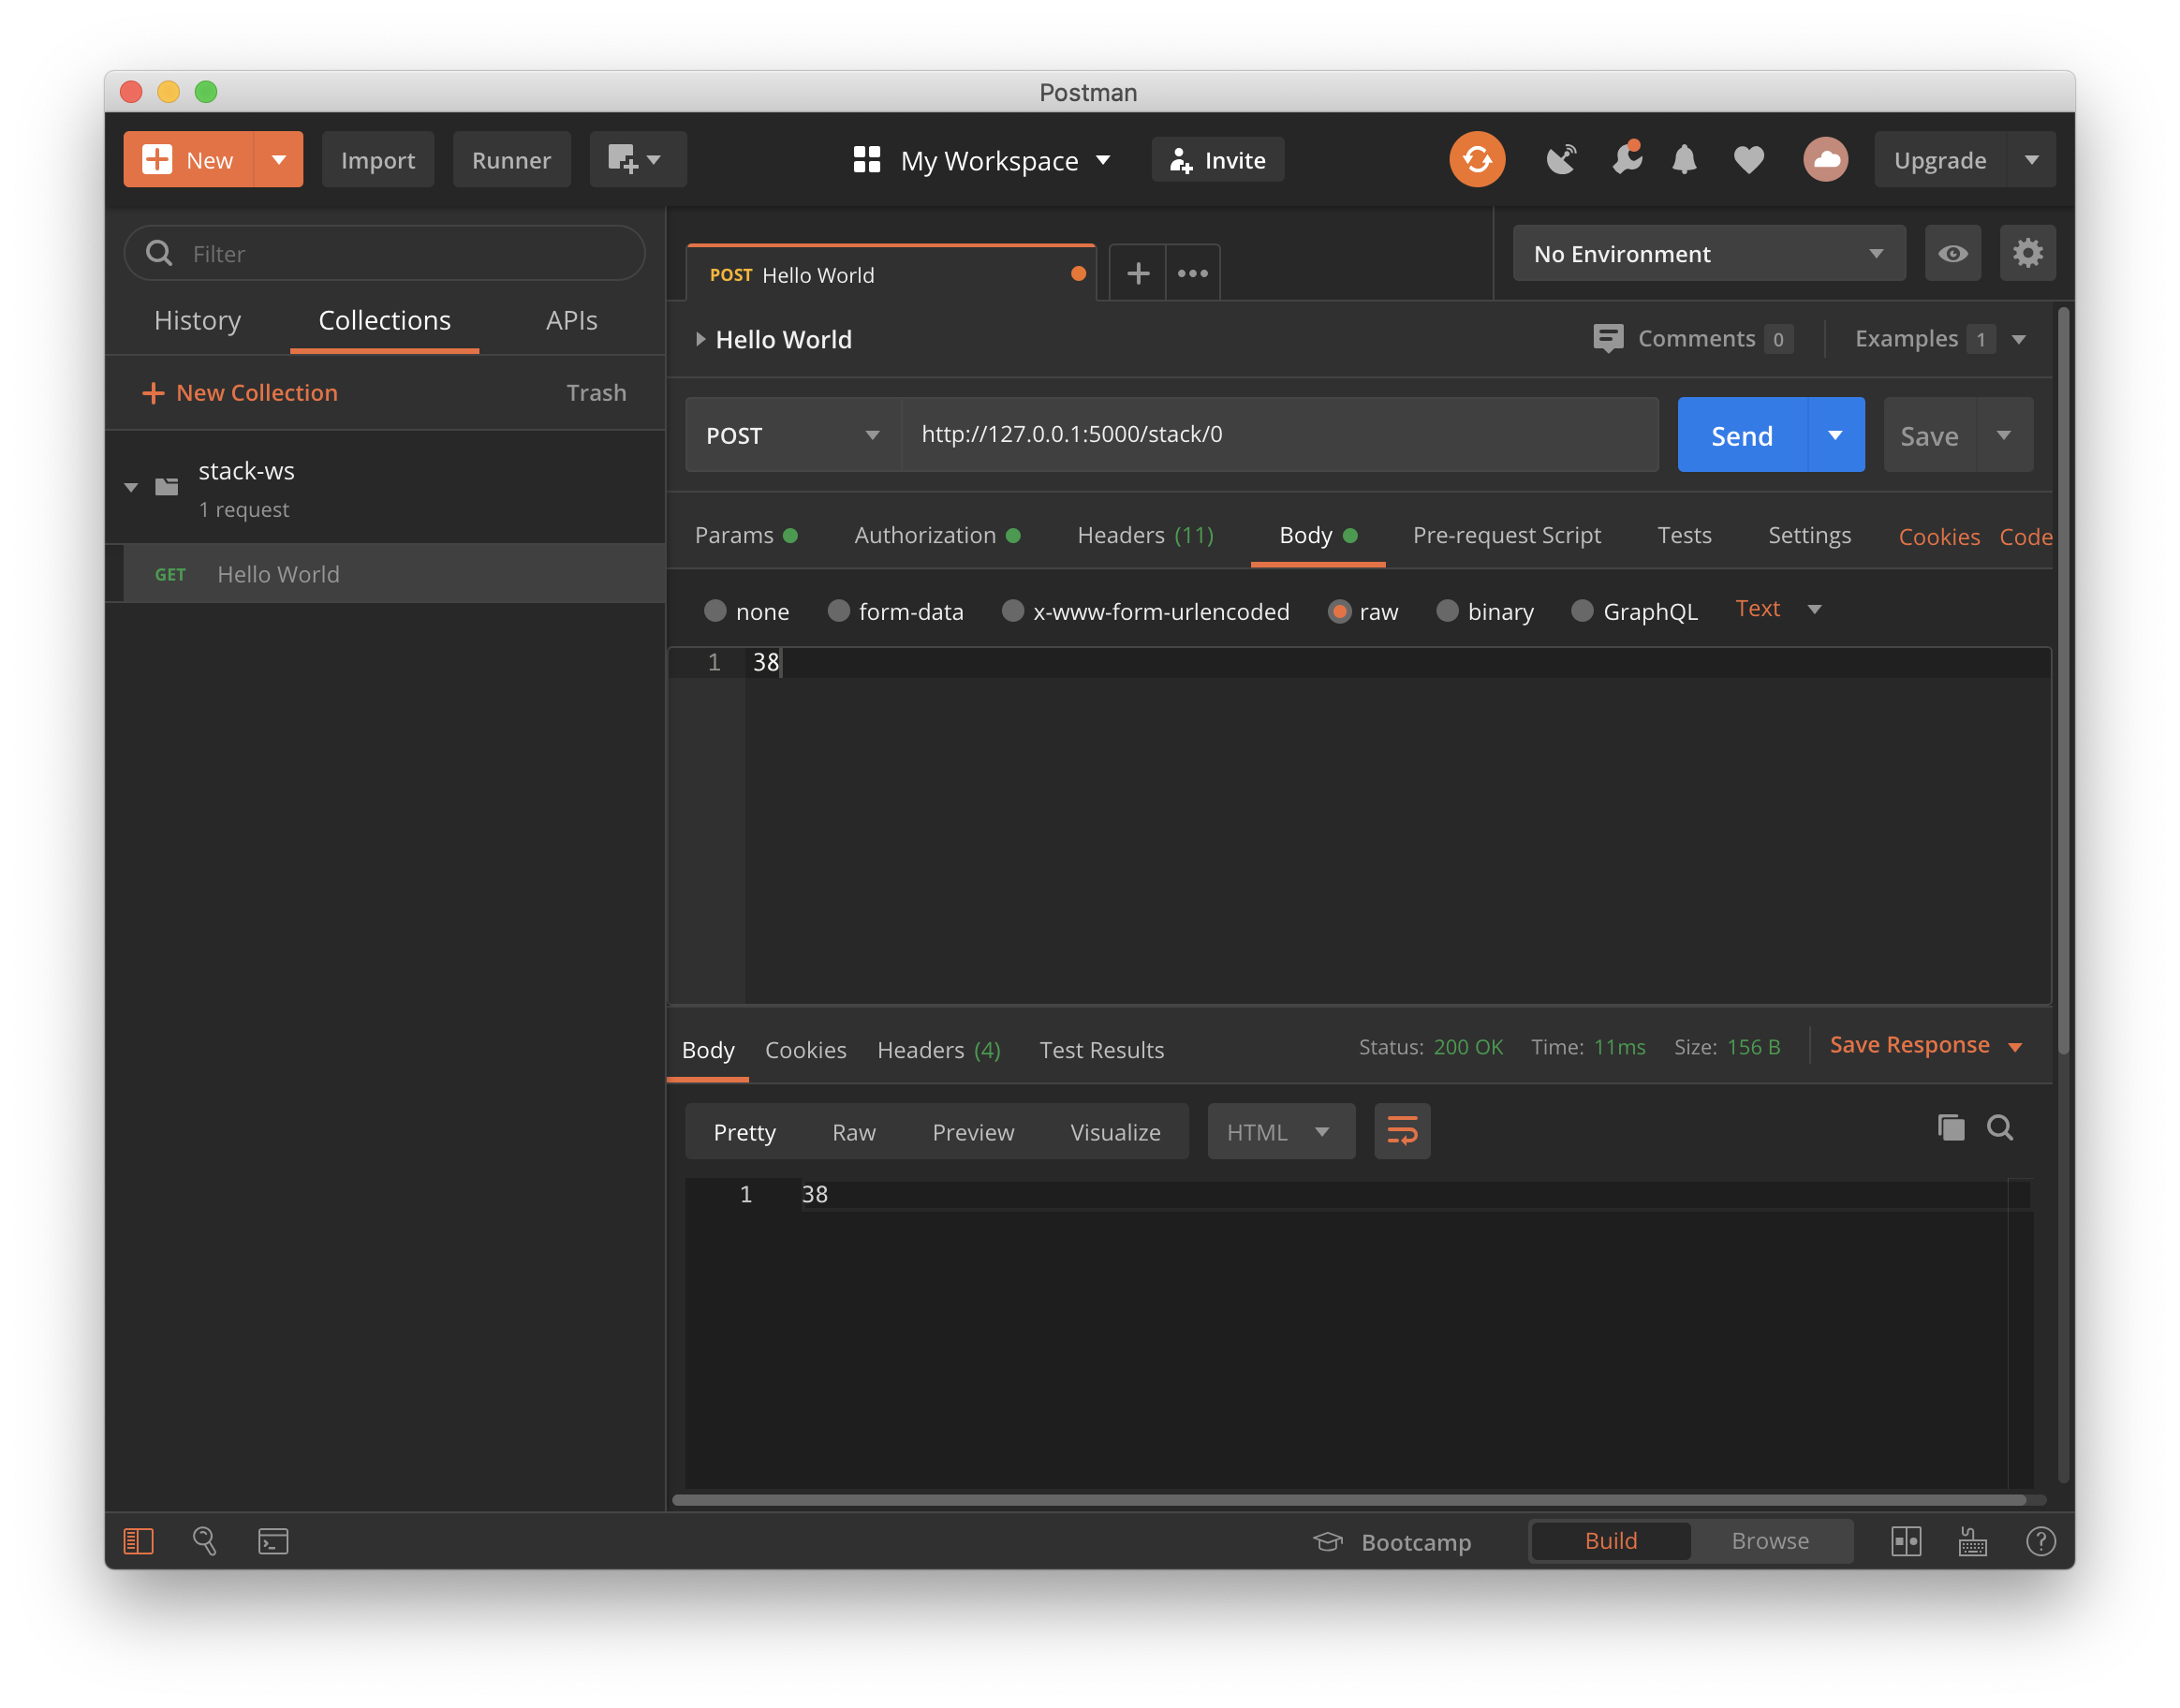 Postman
New Import Runner My Workspace Invite Upgrade
Filter
History Collections APIs
New Collection Trash
stack-ws
1 request
GET Hello World
POST Hello World
No Environment
Hello World Comments 0 Examples 1
POST http://127.0.0.1:5000/stack/0 Send Save
Params Authorization Headers (11) Body Pre-request Script Tests Settings Cookies Code
none form-data x-www-form-urlencoded raw binary GraphQL Text
1 38
Body Cookies Headers (4) Test Results Status: 200 OK Time: 11ms Size: 156 B Save Response
Pretty Raw Preview Visualize HTML
1 38
Bootcamp Build Browse